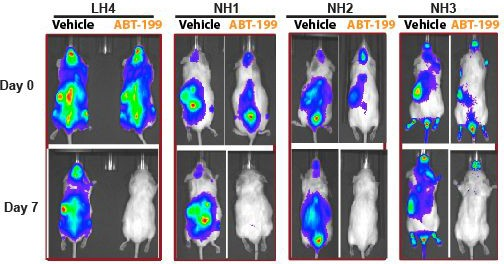 LH4 NH1 NH2 NH3
Vehicle ABT-199 Vehicle ABT-199 Vehicle ABT-199 Vehicle ABT-199
Day 0
Day 7